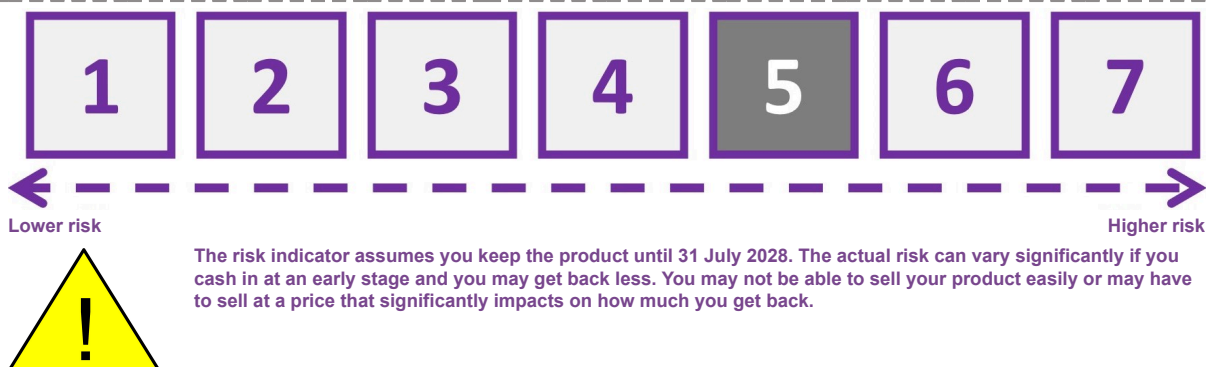 1 2 3 4 5 6 7
Lower risk Higher risk
The risk indicator assumes you keep the product until 31 July 2028. The actual risk can vary significantly if you
cash in at an early stage and you may get back less. You may not be able to sell your product easily or may have
to sell at a price that significantly impacts on how much you get back.
!